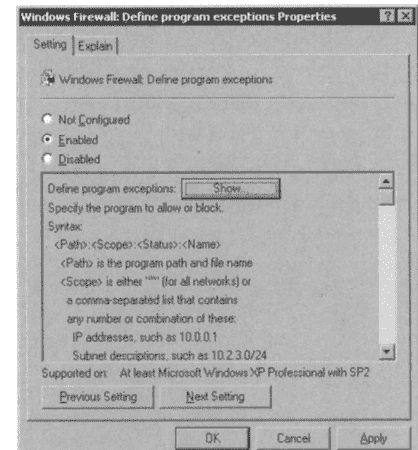 Windows Firewall: Define program exceptions Properties
Setting Explain
Windows Firewall: Define program exceptions
Not Configured
Enabled
Disabled
Define program exceptions: Show...
Specify the program to allow or block.
Syntax:
<Path>:<Scope>:<Status>:<Name>
<Path> is the program path and file name
<Scope> is either "*" (for all networks) or
a comma-separated list that contains
any number or combination of these:
IP addresses, such as 10.0.0.1
Subnet descriptions, such as 10.2.3.0/24
Supported on: At least Microsoft Windows XP Professional with SP2
Previous Setting Next Setting
OK Cancel Apply